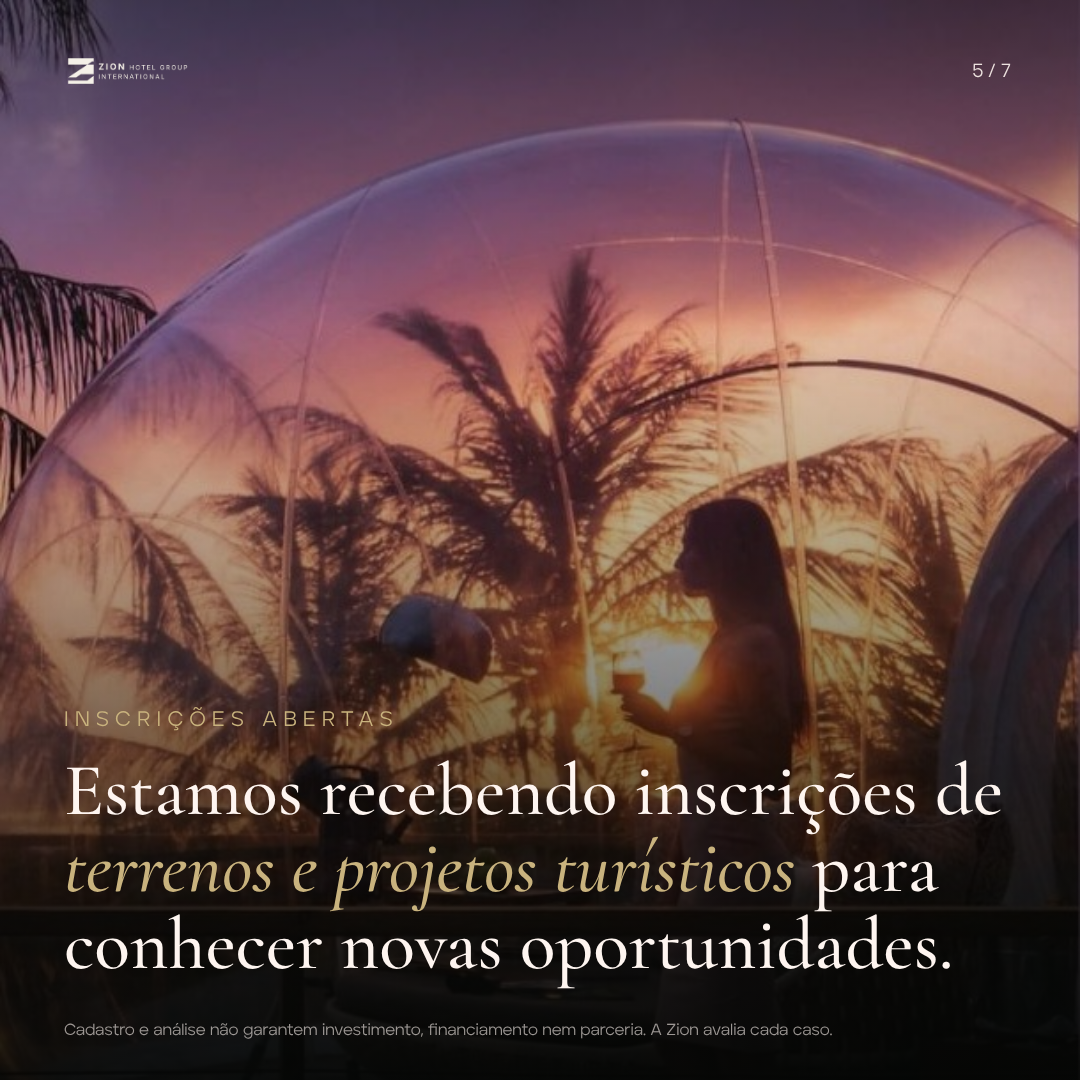 ZION HOTEL GROUP
INTERNATIONAL
5 / 7
INSCRIÇÕES ABERTAS
Estamos recebendo inscrições de
terrenos e projetos turísticos para
conhecer novas oportunidades.
Cadastro e análise não garantem investimento, financiamento nem parceria. A Zion avalia cada caso.